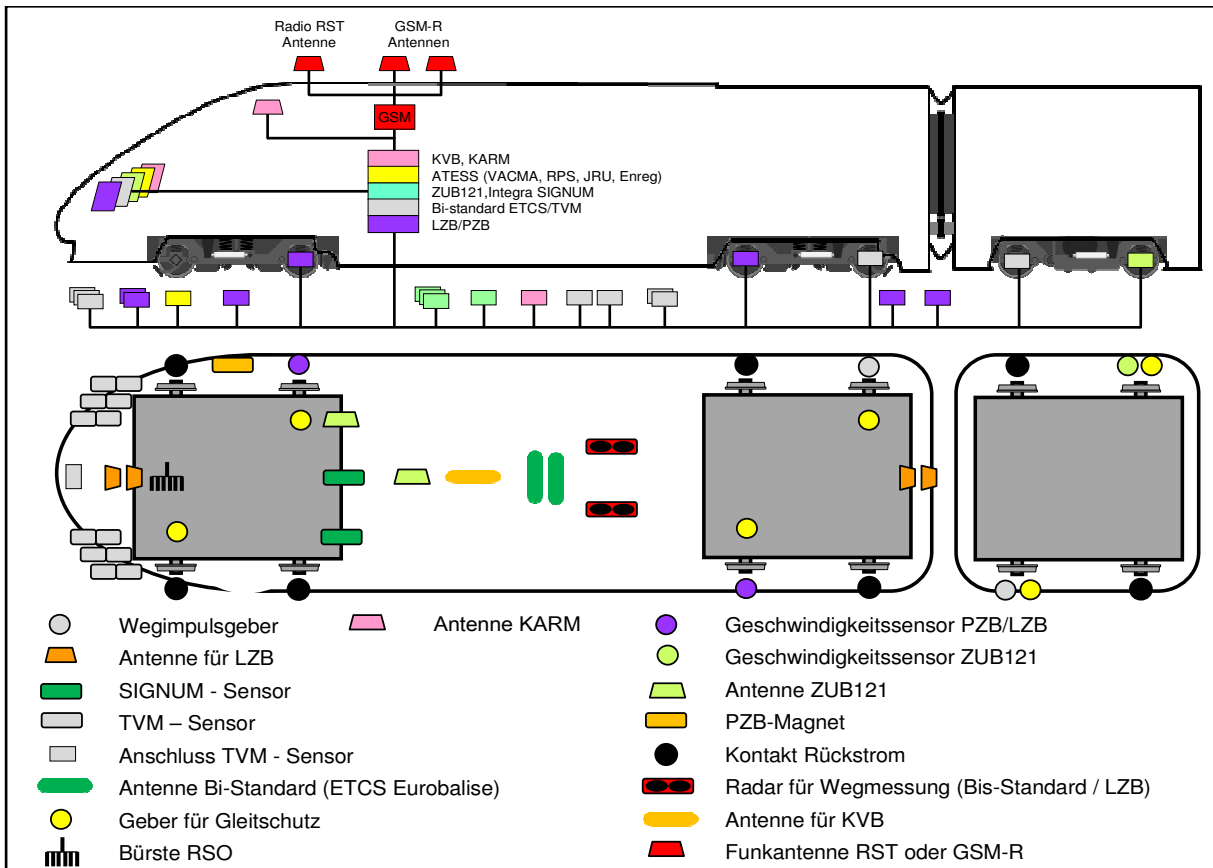 Radio RST
Antenne
GSM-R
Antennen
GSM
KVB, KARM
ATESS (VACMA, RPS, JRU, Enreg)
ZUB121,Integra SIGNUM
Bi-standard ETCS/TVM
LZB/PZB
Wegimpulsgeber
Antenne KARM
Antenne für LZB
SIGNUM - Sensor
TVM – Sensor
Anschluss TVM - Sensor
Antenne Bi-Standard (ETCS Eurobalise)
Geber für Gleitschutz
Bürste RSO
Geschwindigkeitssensor PZB/LZB
Geschwindigkeitssensor ZUB121
Antenne ZUB121
PZB-Magnet
Kontakt Rückstrom
Radar für Wegmessung (Bis-Standard / LZB)
Antenne für KVB
Funkantenne RST oder GSM-R